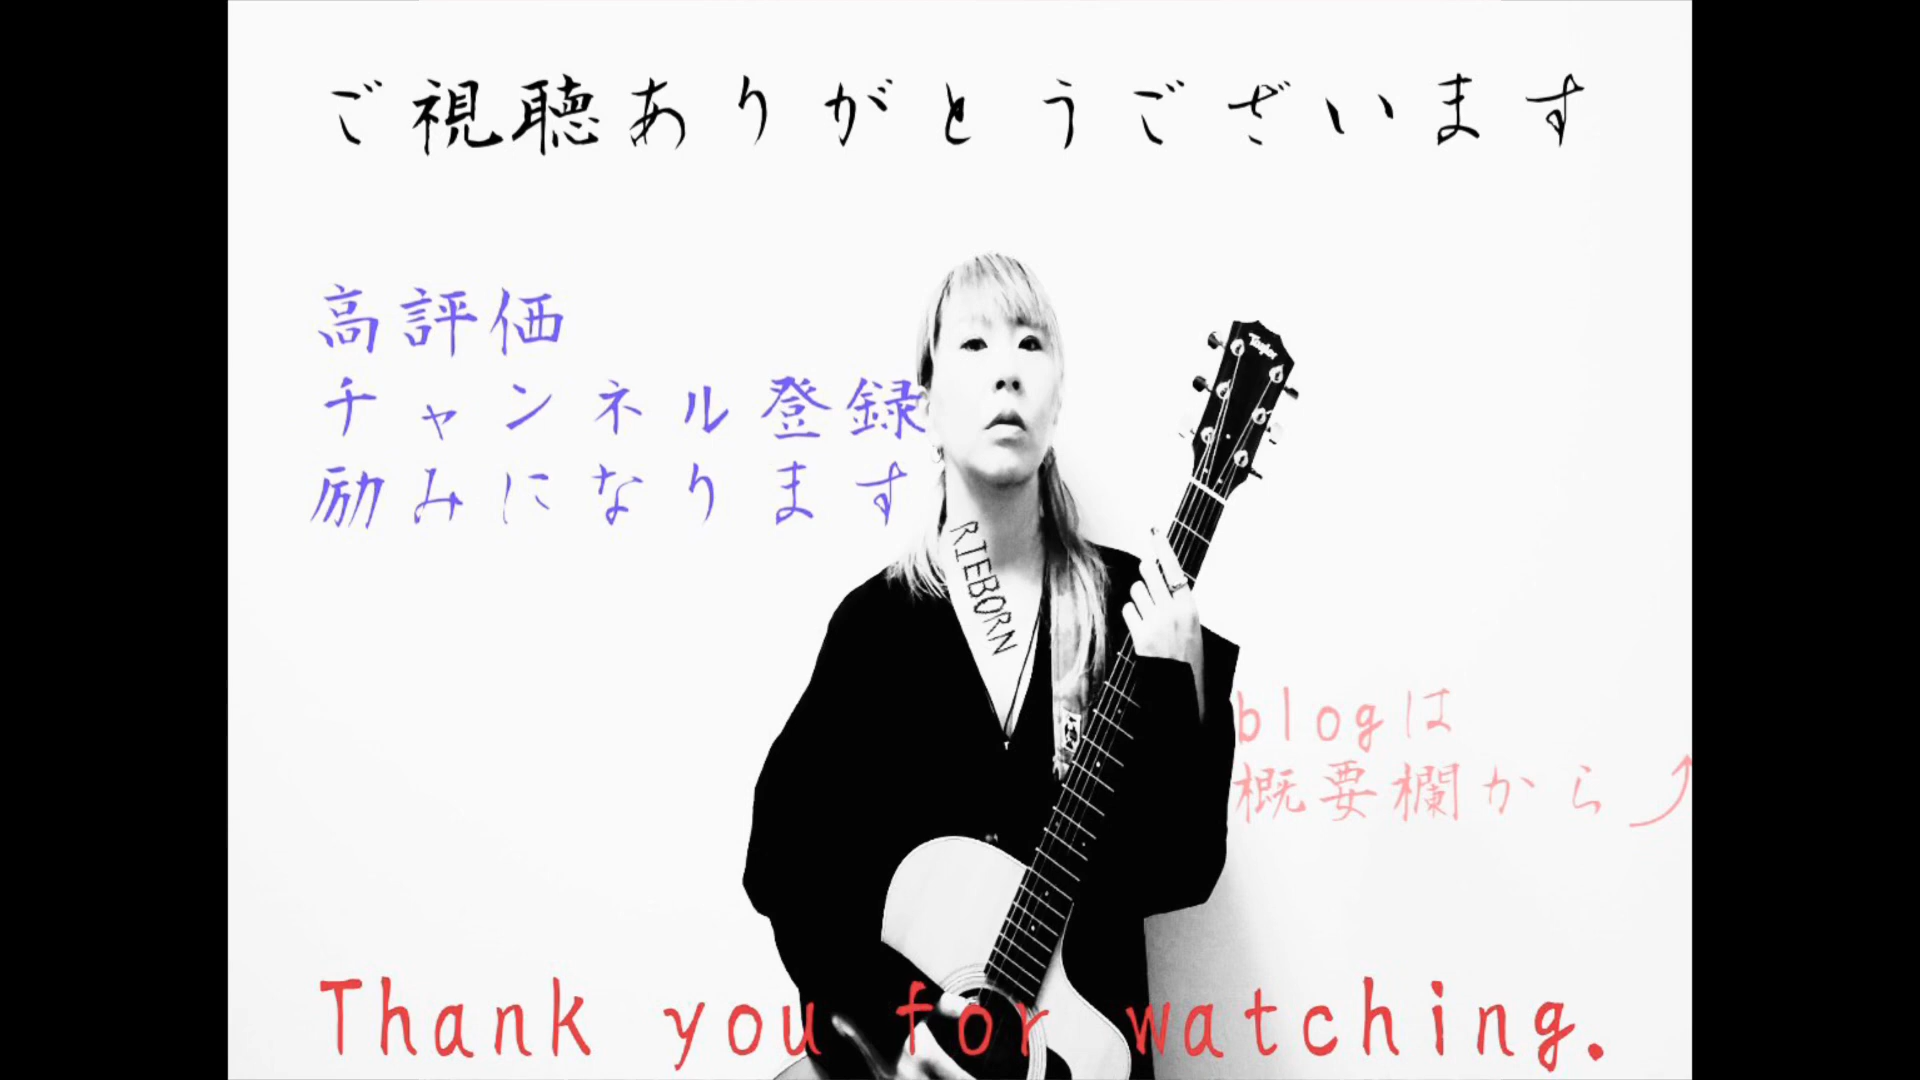 ご視聴ありがとうございます
高評価
チャンネル登録
励みになります
Taylor
RIEBORN
blogは
概要欄から⤴
Thank you for watching.